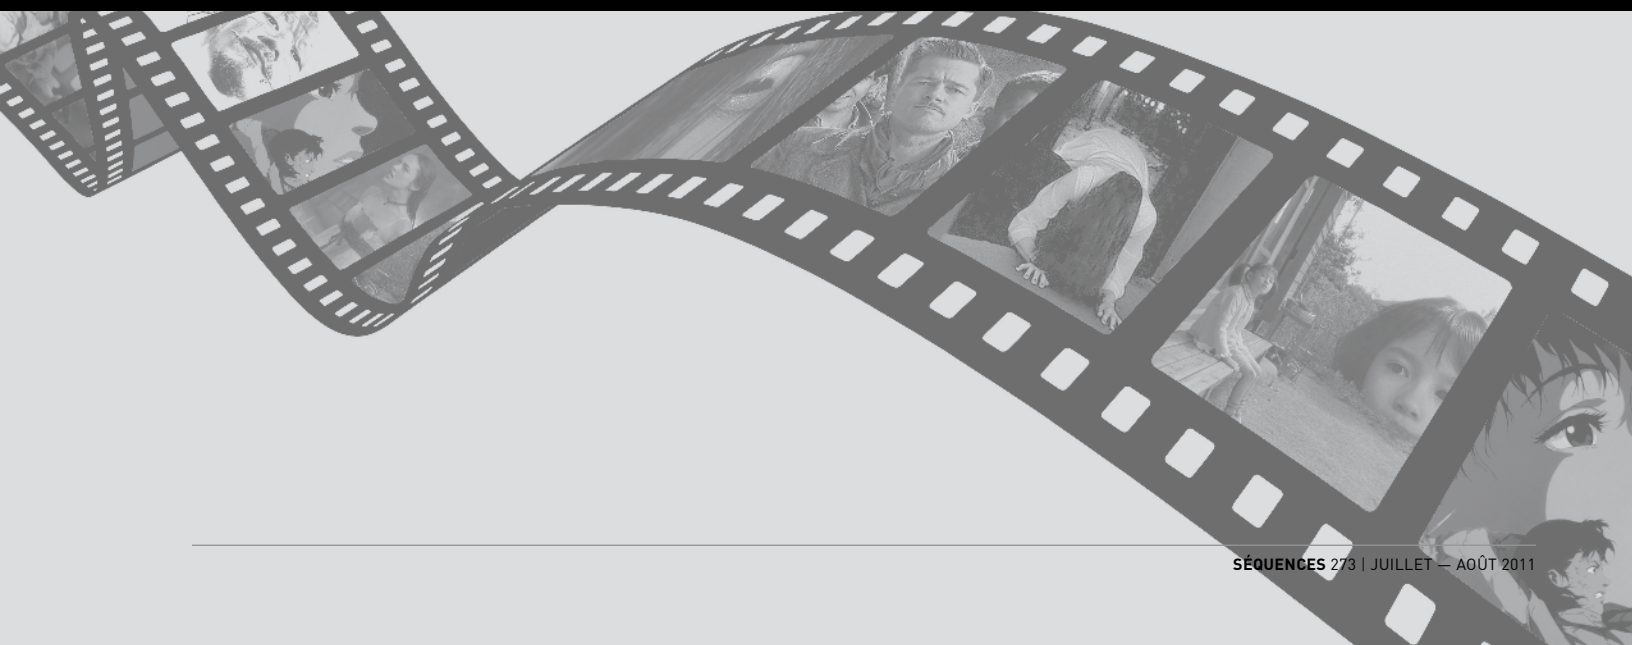 SÉQUENCES 273 | JUILLET — AOÛT 2011